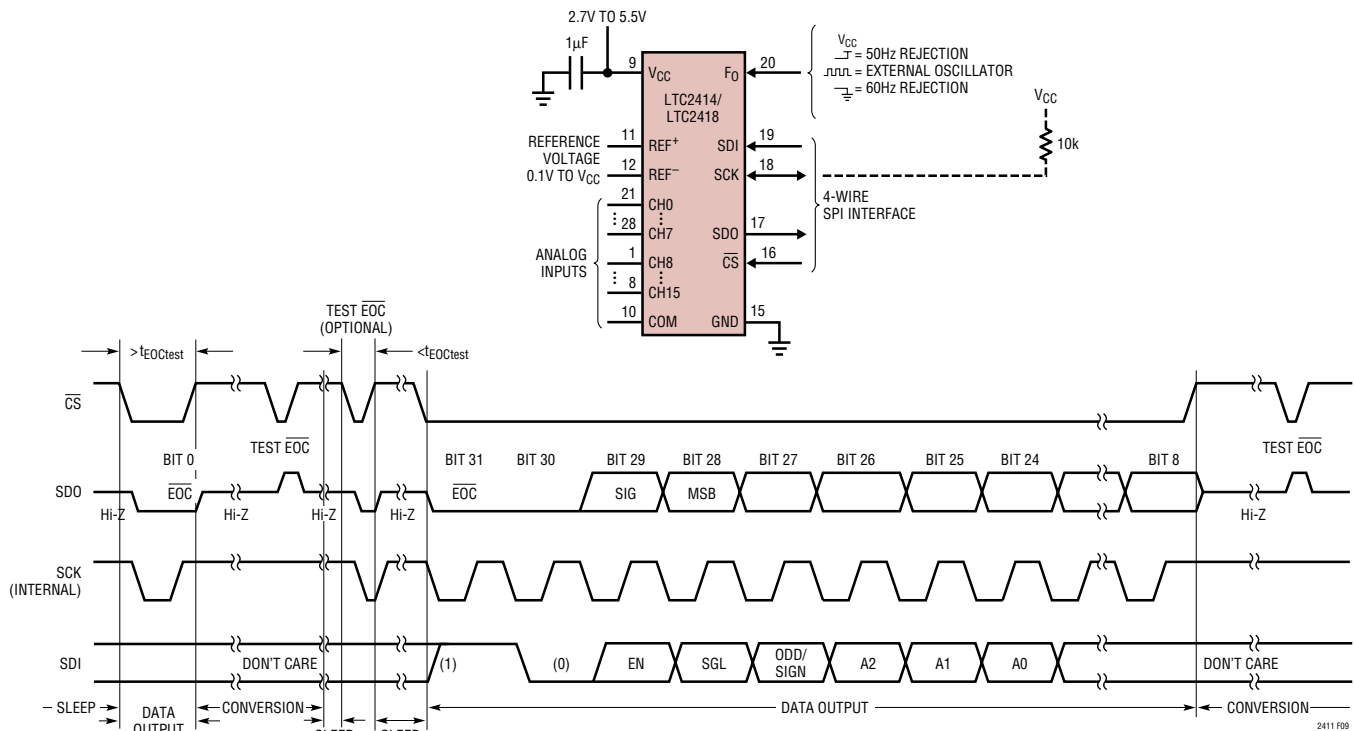 2.7V TO 5.5V
1µF
9
VCC
LTC2414/
LTC2418
FO
20
VCC
= 50Hz REJECTION
= EXTERNAL OSCILLATOR
= 60Hz REJECTION
VCC
10k
REFERENCE
VOLTAGE
0.1V TO VCC
11
REF+
12
REF–
SDI
19
SCK
18
4-WIRE
SPI INTERFACE
SDO
17
CS
16
ANALOG
INPUTS
21
CH0
28
CH7
1
CH8
8
CH15
10
COM
GND
15
TEST EOC
(OPTIONAL)
>tEOCtest
<tEOCtest
CS
TEST EOC
TEST EOC
BIT 0
BIT 31
BIT 30
BIT 29
BIT 28
BIT 27
BIT 26
BIT 25
BIT 24
BIT 8
SDO
EOC
EOC
SIG
MSB
Hi-Z
Hi-Z
Hi-Z
Hi-Z
Hi-Z
SCK
(INTERNAL)
SDI
DON'T CARE
(1)
(0)
EN
SGL
ODD/
SIGN
A2
A1
A0
DON'T CARE
SLEEP
DATA
OUTPUT
CONVERSION
SLEEP
SLEEP
DATA OUTPUT
CONVERSION
2411 F09